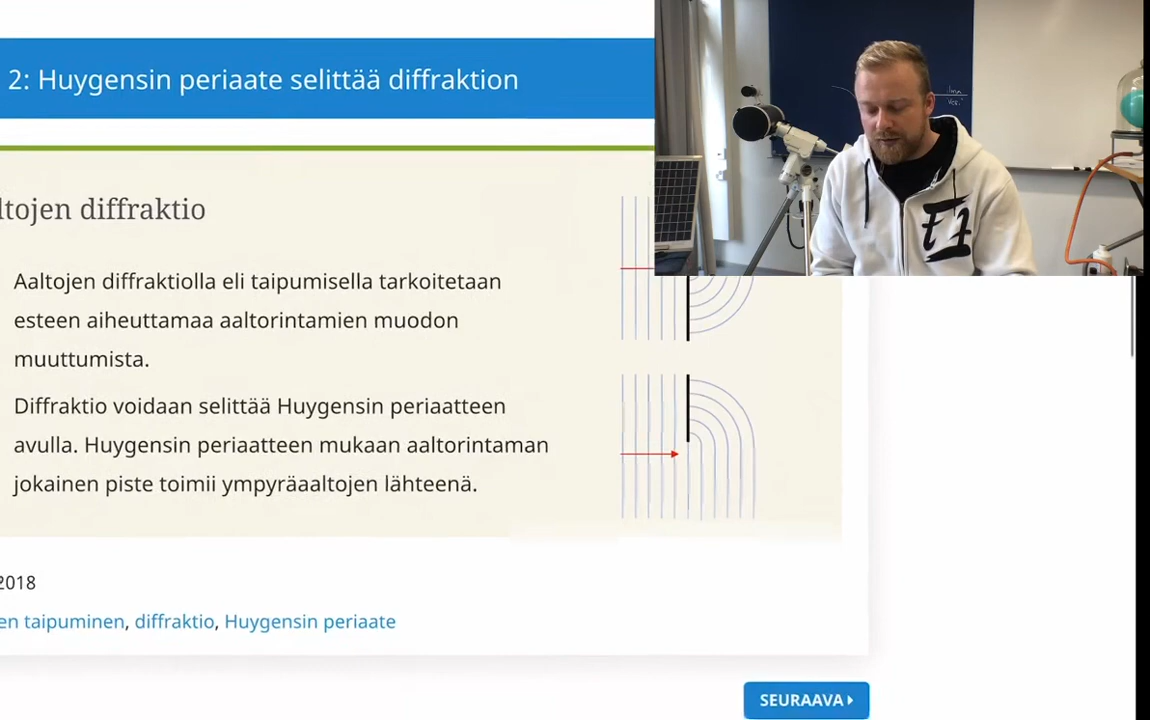 2: Huygensin periaate selittää diffraktion
ltojen diffraktio
Aaltojen diffraktiolla eli taipumisella tarkoitetaan
esteen aiheuttamaa aaltorintamien muodon
muuttumista.
Diffraktio voidaan selittää Huygensin periaatteen
avulla. Huygensin periaatteen mukaan aaltorintaman
jokainen piste toimii ympyräaaltojen lähteenä.
2018
en taipuminen, diffraktio, Huygensin periaate
SEURAAVA
ilma